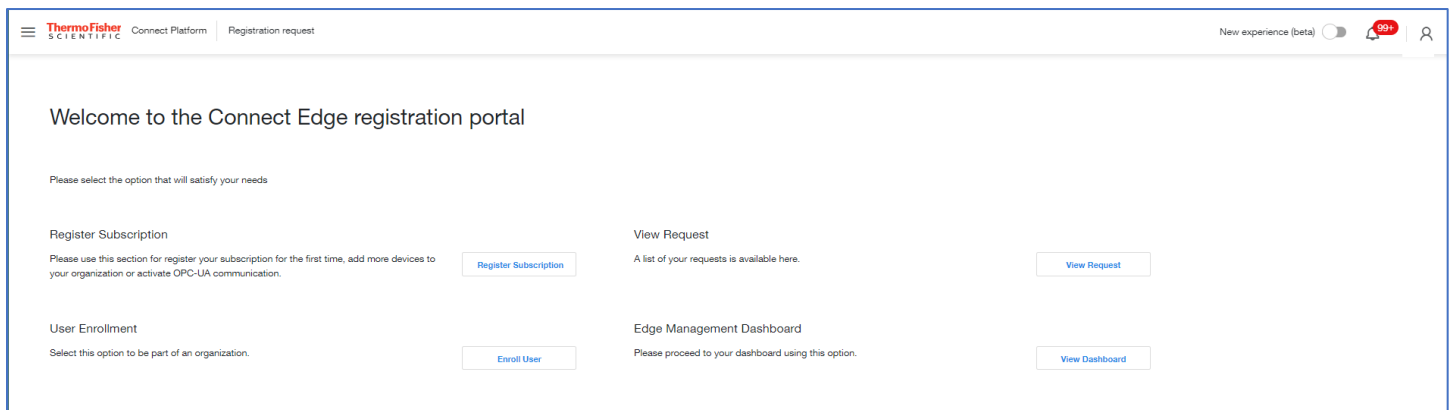 ThermoFisher
SCIENTIFIC
Connect Platform
Registration request
New experience (beta)
99+
Welcome to the Connect Edge registration portal
Please select the option that will satisfy your needs
Register Subscription
Please use this section for register your subscription for the first time, add more devices to
your organization or activate OPC-UA communication.
Register Subscription
View Request
A list of your requests is available here.
View Request
User Enrollment
Select this option to be part of an organization.
Enroll User
Edge Management Dashboard
Please proceed to your dashboard using this option.
View Dashboard